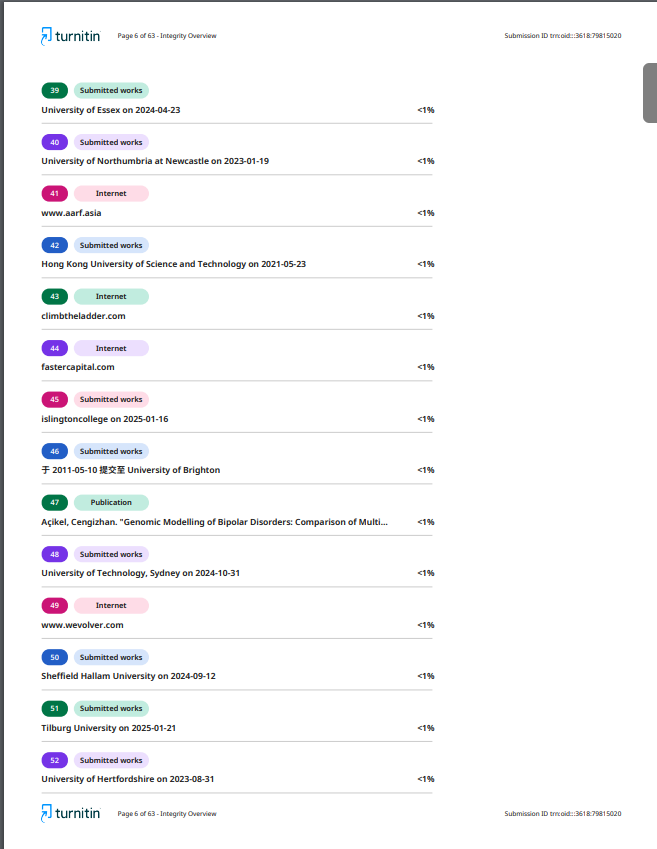 turnitin Page 6 of 63 - Integrity Overview Submission ID trn:oid:::3618:79815020
39 Submitted works
University of Essex on 2024-04-23 <1%
40 Submitted works
University of Northumbria at Newcastle on 2023-01-19 <1%
41 Internet
www.aarf.asia <1%
42 Submitted works
Hong Kong University of Science and Technology on 2021-05-23 <1%
43 Internet
climbtheladder.com <1%
44 Internet
fastercapital.com <1%
45 Submitted works
islingtoncollege on 2025-01-16 <1%
46 Submitted works
于 2011-05-10 提交至 University of Brighton <1%
47 Publication
Açikel, Cengizhan. "Genomic Modelling of Bipolar Disorders: Comparison of Multi... <1%
48 Submitted works
University of Technology, Sydney on 2024-10-31 <1%
49 Internet
www.wevolver.com <1%
50 Submitted works
Sheffield Hallam University on 2024-09-12 <1%
51 Submitted works
Tilburg University on 2025-01-21 <1%
52 Submitted works
University of Hertfordshire on 2023-08-31 <1%
turnitin Page 6 of 63 - Integrity Overview Submission ID trn:oid:::3618:79815020